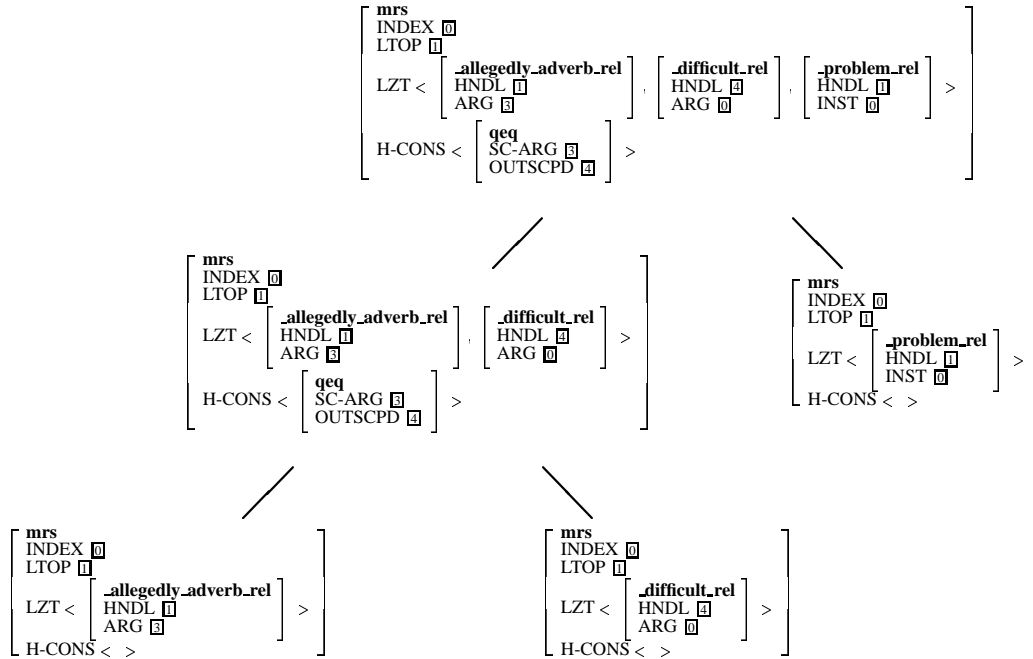 mrs
INDEX 0
LTOP 1
LZT < _allegedly_adverb_rel , _difficult_rel , _problem_rel >
HNDL 1 HNDL 4 HNDL 1
ARG 3 ARG 0 INST 0
H-CONS < qeq >
SC-ARG 3
OUTSCPD 4
mrs
INDEX 0
LTOP 1
LZT < _allegedly_adverb_rel , _difficult_rel >
HNDL 1 HNDL 4
ARG 3 ARG 0
H-CONS < qeq >
SC-ARG 3
OUTSCPD 4
mrs
INDEX 0
LTOP 1
LZT < _problem_rel >
HNDL 1
INST 0
H-CONS < >
mrs
INDEX 0
LTOP 1
LZT < _allegedly_adverb_rel >
HNDL 1
ARG 3
H-CONS < >
mrs
INDEX 0
LTOP 1
LZT < _difficult_rel >
HNDL 4
ARG 0
H-CONS < >